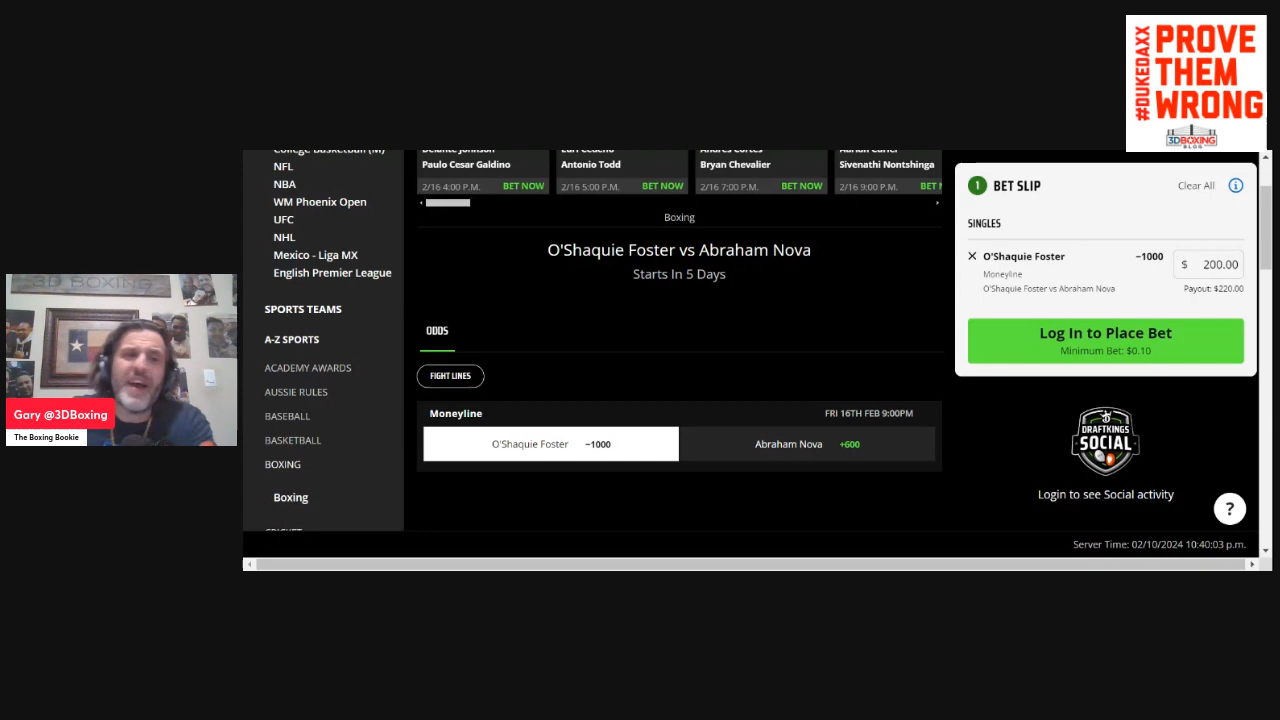 #DUKEDAXX
PROVE
THEM
WRONG
3DBOXING
BLOG
College Basketball (M)
NFL
NBA
WM Phoenix Open
UFC
NHL
Mexico - Liga MX
English Premier League
SPORTS TEAMS
A-Z SPORTS
ACADEMY AWARDS
AUSSIE RULES
BASEBALL
BASKETBALL
BOXING
Boxing
CRICKET
Paulo Cesar Galdino
2/16 4:00 P.M. BET NOW
Antonio Todd
2/16 5:00 P.M. BET NOW
Bryan Chevalier
2/16 7:00 P.M. BET NOW
Sivenathi Nontshinga
2/16 9:00 P.M. BET N
Boxing
O'Shaquie Foster vs Abraham Nova
Starts In 5 Days
ODDS
FIGHT LINES
Moneyline FRI 16TH FEB 9:00PM
O'Shaquie Foster −1000 Abraham Nova +600
1 BET SLIP Clear All i
SINGLES
O'Shaquie Foster −1000 $ 200.00
Moneyline
O'Shaquie Foster vs Abraham Nova Payout: $220.00
Log In to Place Bet
Minimum Bet: $0.10
DRAFTKINGS
SOCIAL
Login to see Social activity
?
Server Time: 02/10/2024 10:40:03 p.m.
3D BOXING
Gary @3DBoxing
The Boxing Bookie